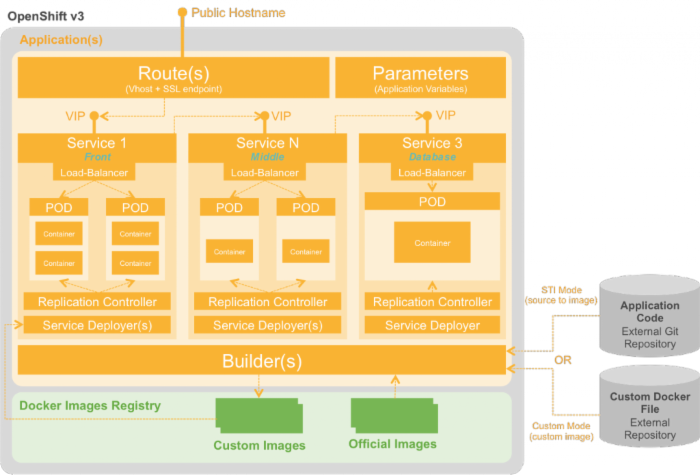 OpenShift v3
Public Hostname
Application(s)
Route(s)
(Vhost + SSL endpoint)
Parameters
(Application Variables)
VIP
VIP
VIP
Service 1
Front
Load-Balancer
POD
POD
Container
Container
Container
Container
Replication Controller
Service Deployer(s)
Service N
Middle
Load-Balancer
POD
POD
Container
Container
Replication Controller
Service Deployer(s)
Service 3
Database
Load-Balancer
POD
Container
Replication Controller
Service Deployer
Builder(s)
STI Mode
(source to image)
Application
Code
External Git
Repository
OR
Custom Mode
(custom image)
Custom Docker
File
External
Repository
Docker Images Registry
Custom Images
Official Images